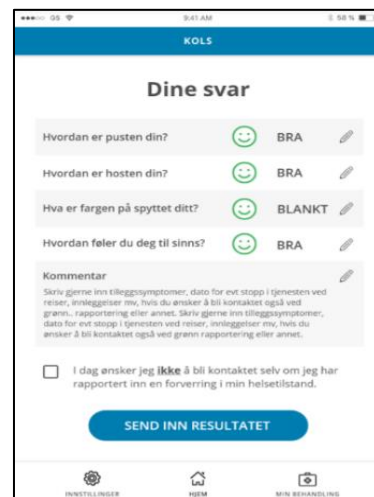 GS 9:41 AM 58 %
KOLS
Dine svar
Hvordan er pusten din? BRA
Hvordan er hosten din? BRA
Hva er fargen på spyttet ditt? BLANKT
Hvordan føler du deg til sinns? BRA
Kommentar
Skriv gjerne inn tilleggssymptomer, dato for evt stopp i tjenesten ved
reiser, innleggelser mv, hvis du ønsker å bli kontaktet også ved
grønn.. rapportering eller annet. Skriv gjerne inn tilleggssymptomer,
dato for evt stopp i tjenesten ved reiser, innleggelser mv, hvis du
ønsker å bli kontaktet også ved grønn rapportering eller annet.
I dag ønsker jeg ikke å bli kontaktet selv om jeg har
rapportert inn en forverring i min helsetilstand.
SEND INN RESULTATET
INNSTILLINGER HJEM MIN BEHANDLING